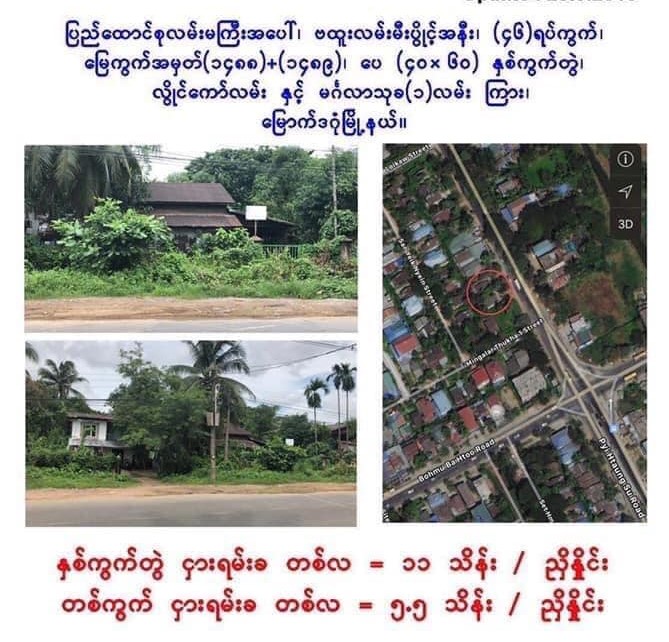 ပြည်ထောင်စုလမ်းမကြီးအပေါ်၊ ဗထူးလမ်းမီးပွိုင့်အနီး၊ (၄၆)ရပ်ကွက်၊
မြေကွက်အမှတ်(၁၄၈၈)+(၁၄၈၉)၊ ပေ (၄၀×၆၀) နှစ်ကွက်တွဲ၊
လွိုင်ကော်လမ်း နှင့် မင်္ဂလာသုခ(၁)လမ်း ကြား၊
မြောက်ဒဂုံမြို့နယ်။
Loikaw Street
3D
Mingalar Thukha 1 Street
Bohmu Ba Htoo Road
Pyi Htaung Su Road
နှစ်ကွက်တွဲ ငှားရမ်းခ တစ်လ = ၁၁ သိန်း / ညှိနှိုင်း
တစ်ကွက် ငှားရမ်းခ တစ်လ = ၅.၅ သိန်း / ညှိနှိုင်း